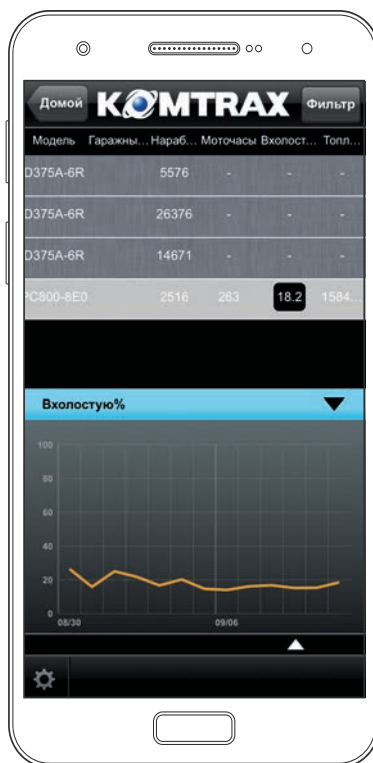 Домой KOMTRAX Фильтр
Модель Гаражны... Нараб... Моточасы Вхолост... Топл...
D375A-6R 5576 - - -
D375A-6R 26376 - - -
D375A-6R 14671 - - -
PC800-8E0 2516 263 18.2 1584...
Вхолостую%
100
80
60
40
20
0
08/30 09/06